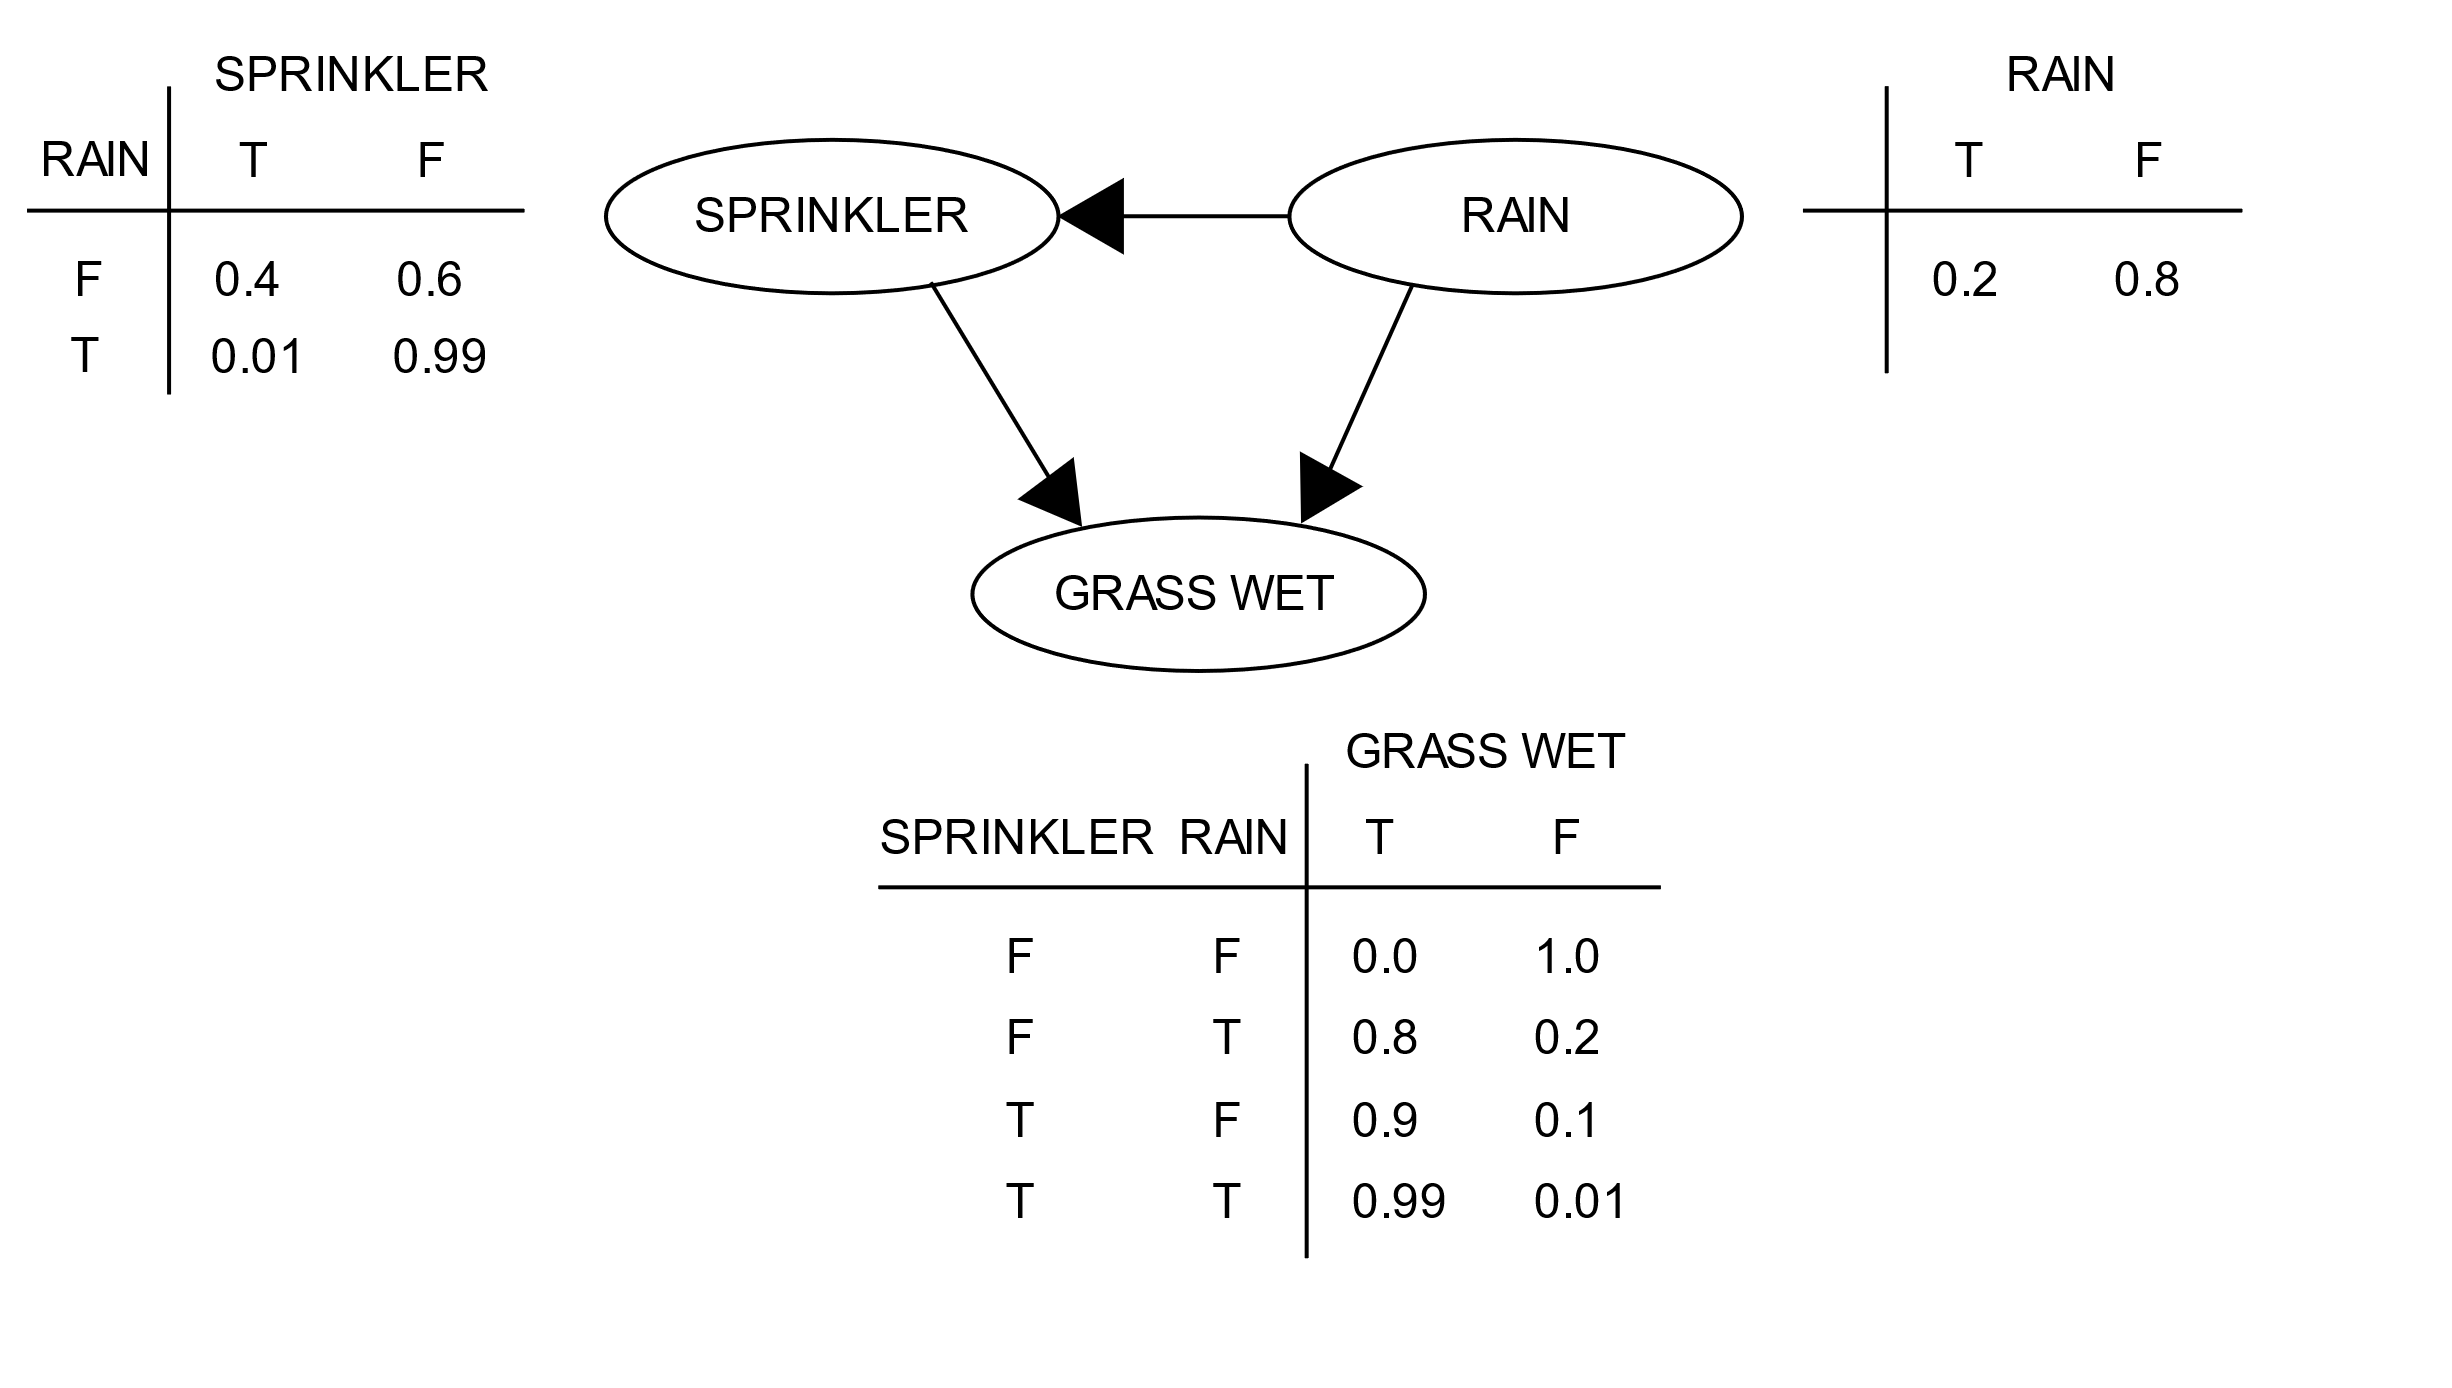 SPRINKLER
RAIN T F
F 0.4 0.6
T 0.01 0.99
SPRINKLER
RAIN
RAIN
T F
0.2 0.8
GRASS WET
GRASS WET
SPRINKLER RAIN T F
F F 0.0 1.0
F T 0.8 0.2
T F 0.9 0.1
T T 0.99 0.01